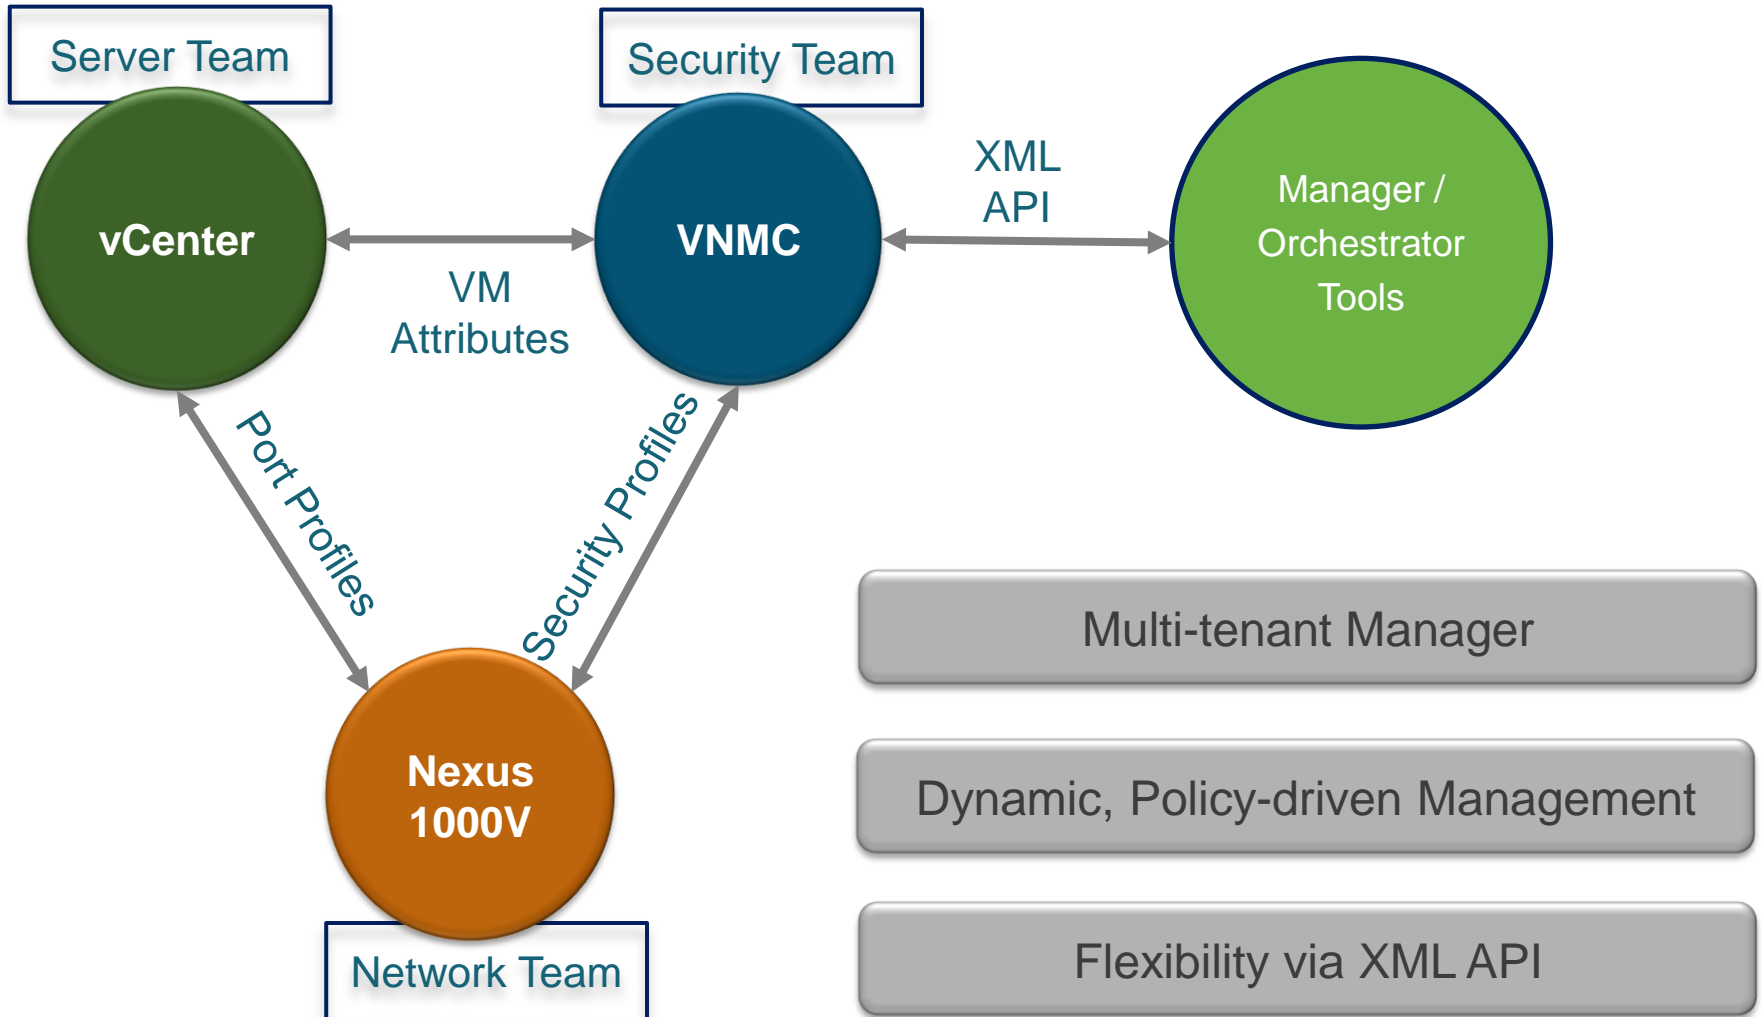 Server Team
Security Team
vCenter
VNMC
XML
API
Manager /
Orchestrator
Tools
VM
Attributes
Port Profiles
Security Profiles
Nexus
1000V
Network Team
Multi-tenant Manager
Dynamic, Policy-driven Management
Flexibility via XML API